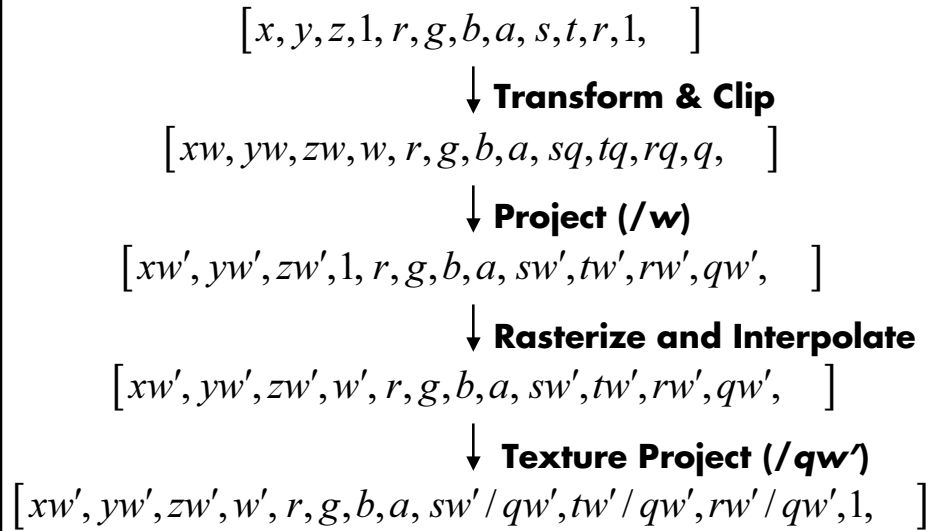 [x, y, z,1, r, g,b,a, s,t,r,1, ]
↓ Transform & Clip
[xw, yw, zw, w, r, g,b,a, sq,tq,rq,q, ]
↓ Project (/w)
[xw′, yw′, zw′,1, r, g,b,a, sw′,tw′,rw′,qw′, ]
↓ Rasterize and Interpolate
[xw′, yw′, zw′, w′, r, g,b,a, sw′,tw′,rw′,qw′, ]
↓ Texture Project (/qw′)
[xw′, yw′, zw′, w′, r, g,b,a, sw′ / qw′,tw′ / qw′,rw′ / qw′,1, ]